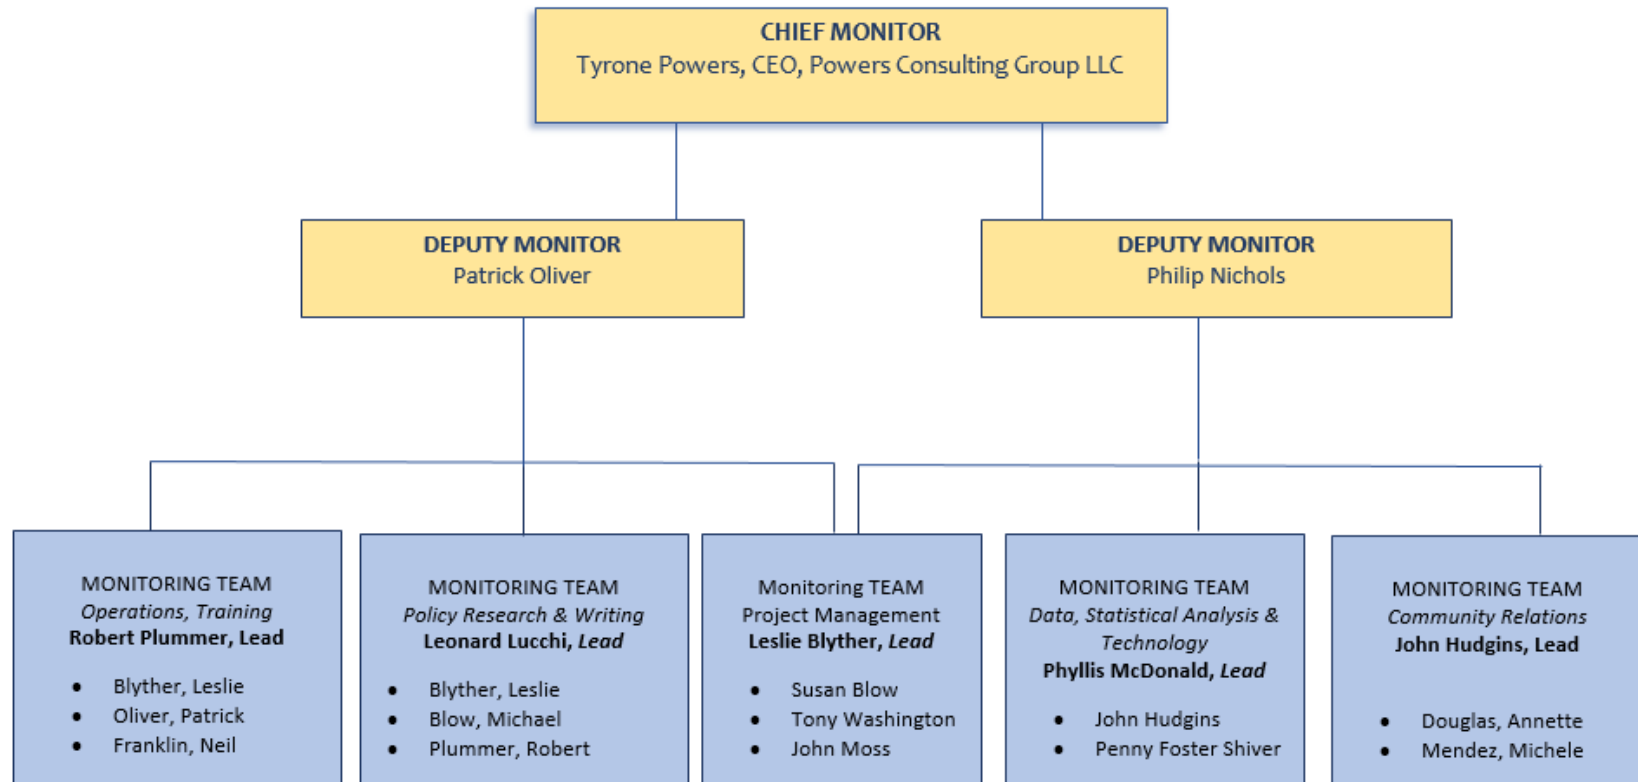 CHIEF MONITOR
Tyrone Powers, CEO, Powers Consulting Group LLC
DEPUTY MONITOR
Patrick Oliver
DEPUTY MONITOR
Philip Nichols
MONITORING TEAM
Operations, Training
Robert Plummer, Lead
• Blyther, Leslie
• Oliver, Patrick
• Franklin, Neil
MONITORING TEAM
Policy Research & Writing
Leonard Lucchi, Lead
• Blyther, Leslie
• Blow, Michael
• Plummer, Robert
Monitoring TEAM
Project Management
Leslie Blyther, Lead
• Susan Blow
• Tony Washington
• John Moss
MONITORING TEAM
Data, Statistical Analysis &
Technology
Phyllis McDonald, Lead
• John Hudgins
• Penny Foster Shiver
MONITORING TEAM
Community Relations
John Hudgins, Lead
• Douglas, Annette
• Mendez, Michele